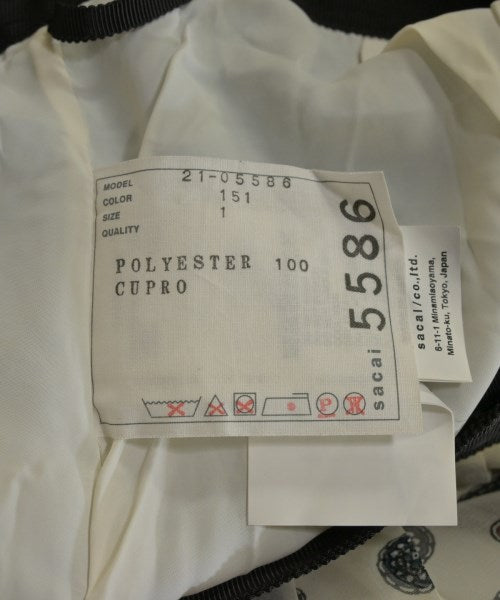 MODEL 21-05586
COLOR 151
SIZE 1
QUALITY
POLYESTER 100
CUPRO
P
W
sacai 5586
sacai/co.,ltd.
6-11-1 Minamiaoyama,
Minato-ku, Tokyo, Japan